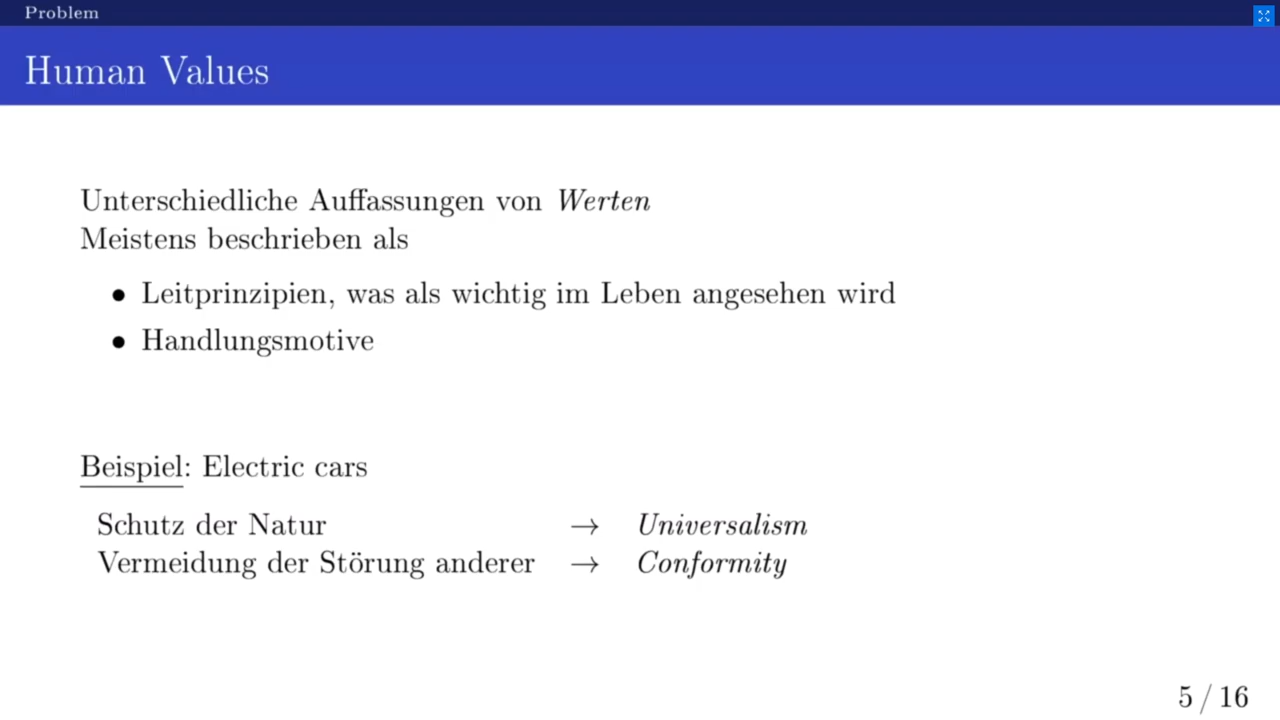 Problem
Human Values
Unterschiedliche Auffassungen von Werten
Meistens beschrieben als
• Leitprinzipien, was als wichtig im Leben angesehen wird
• Handlungsmotive
Beispiel: Electric cars
Schutz der Natur → Universalism
Vermeidung der Störung anderer → Conformity
5 / 16